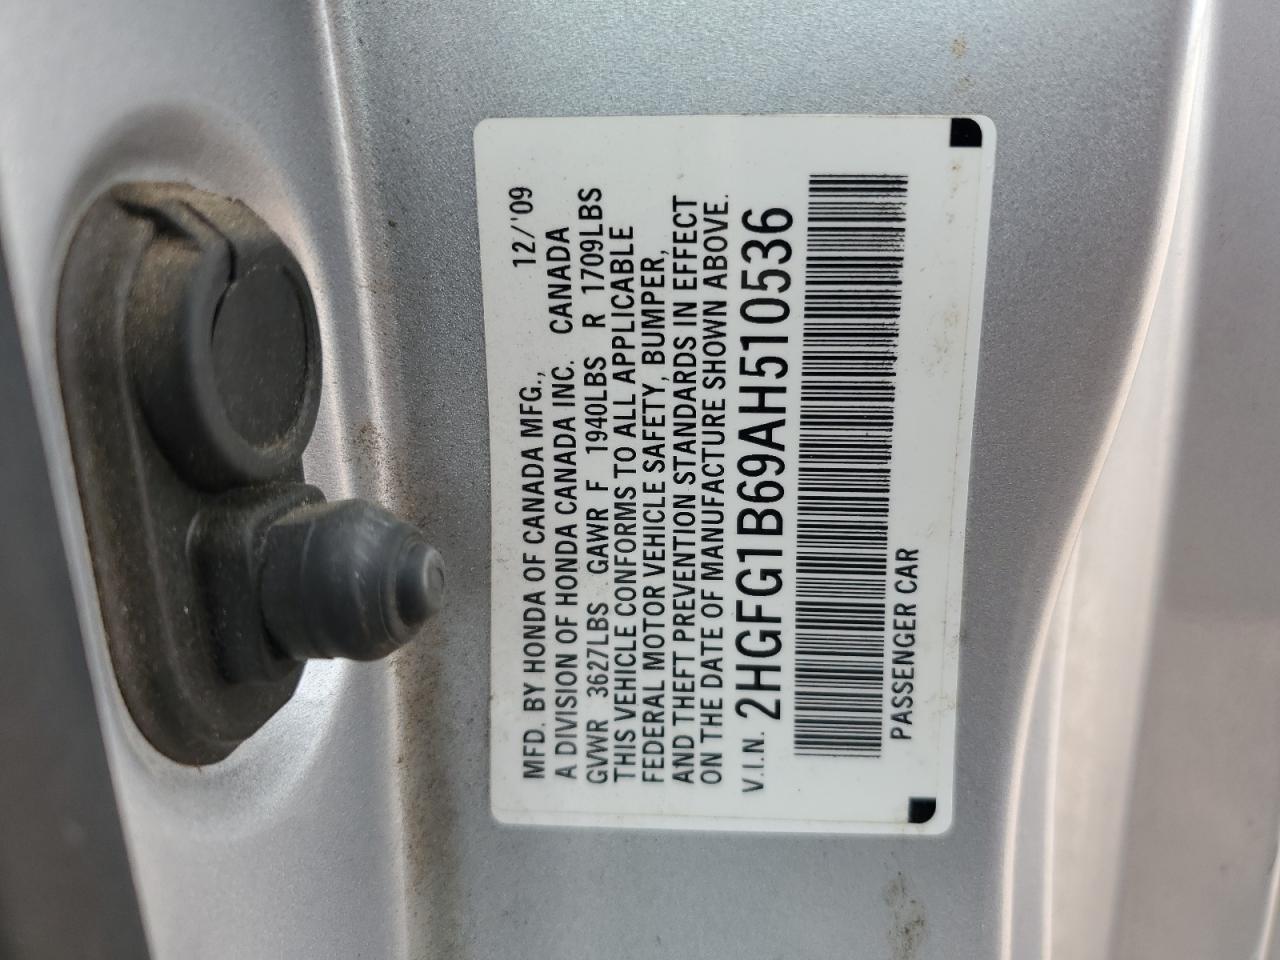 MFD. BY HONDA OF CANADA MFG., 12/'09
A DIVISION OF HONDA CANADA INC. CANADA
GVWR 3627LBS GAWR F 1940LBS R 1709LBS
THIS VEHICLE CONFORMS TO ALL APPLICABLE
FEDERAL MOTOR VEHICLE SAFETY, BUMPER,
AND THEFT PREVENTION STANDARDS IN EFFECT
ON THE DATE OF MANUFACTURE SHOWN ABOVE.
V.I.N. 2HGFG1B69AH510536
PASSENGER CAR